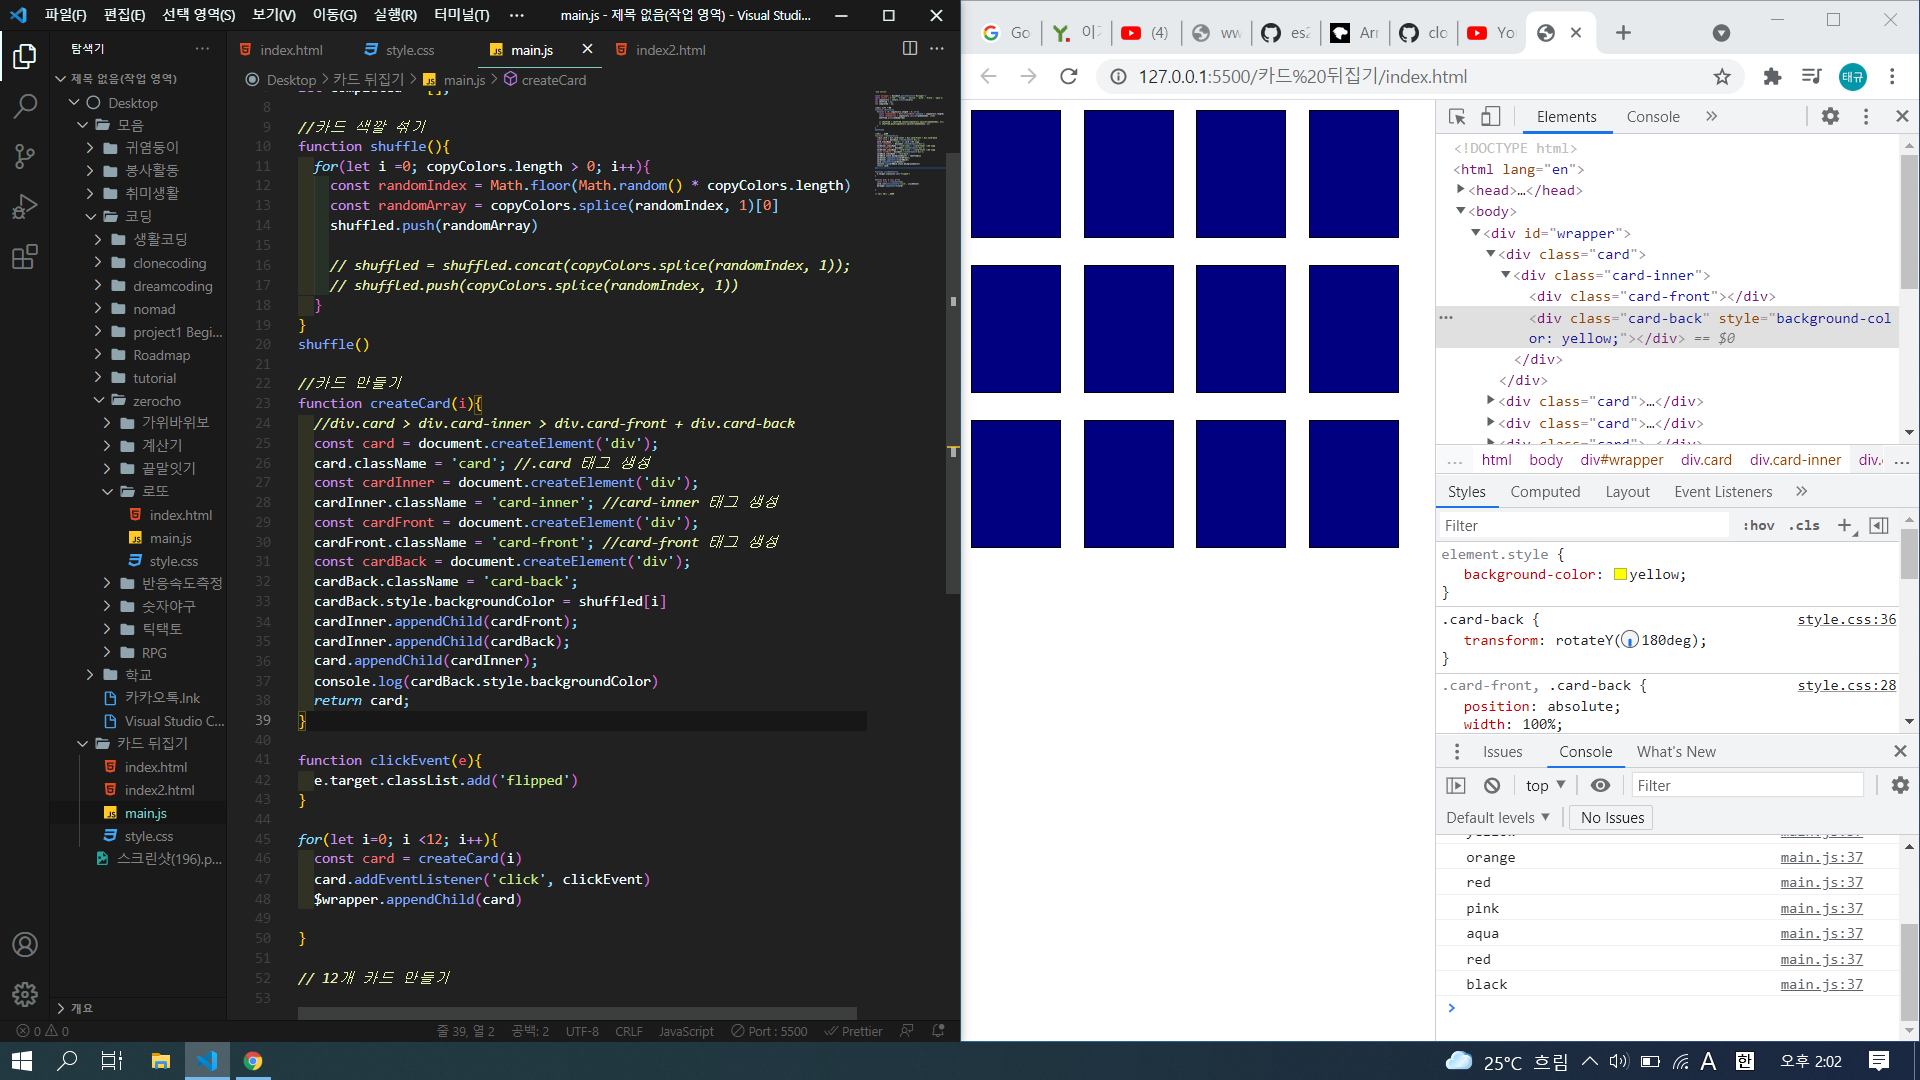 파일(F) 편집(E) 선택 영역(S) 보기(V) 이동(G) 실행(R) 터미널(T) ··· main.js - 제목 없음(작업 영역) - Visual Studi...
탐색기
제목 없음(작업 영역)
Desktop
모음
귀염둥이
봉사활동
취미생활
코딩
생활코딩
clonecoding
dreamcoding
nomad
project1 Begi...
Roadmap
tutorial
zerocho
가위바위보
계산기
끝말잇기
로또
index.html
main.js
style.css
반응속도측정
숫자야구
틱택토
RPG
학교
카카오톡.lnk
Visual Studio C...
카드 뒤집기
index.html
index2.html
main.js
style.css
스크린샷(196).p...
개요
index.html style.css main.js index2.html
Desktop > 카드 뒤집기 > main.js > createCard
8
9 //카드 색깔 섞기
10 function shuffle(){
11 for(let i =0; copyColors.length > 0; i++){
12 const randomIndex = Math.floor(Math.random() * copyColors.length)
13 const randomArray = copyColors.splice(randomIndex, 1)[0]
14 shuffled.push(randomArray)
15
16 // shuffled = shuffled.concat(copyColors.splice(randomIndex, 1));
17 // shuffled.push(copyColors.splice(randomIndex, 1))
18 }
19 }
20 shuffle()
21
22 //카드 만들기
23 function createCard(i){
24 //div.card > div.card-inner > div.card-front + div.card-back
25 const card = document.createElement('div');
26 card.className = 'card'; //.card 태그 생성
27 const cardInner = document.createElement('div');
28 cardInner.className = 'card-inner'; //card-inner 태그 생성
29 const cardFront = document.createElement('div');
30 cardFront.className = 'card-front'; //card-front 태그 생성
31 const cardBack = document.createElement('div');
32 cardBack.className = 'card-back';
33 cardBack.style.backgroundColor = shuffled[i]
34 cardInner.appendChild(cardFront);
35 cardInner.appendChild(cardBack);
36 card.appendChild(cardInner);
37 console.log(cardBack.style.backgroundColor)
38 return card;
39 }
40
41 function clickEvent(e){
42 e.target.classList.add('flipped')
43 }
44
45 for(let i=0; i <12; i++){
46 const card = createCard(i)
47 card.addEventListener('click', clickEvent)
48 $wrapper.appendChild(card)
49
50 }
51
52 // 12개 카드 만들기
53
0 0 줄 39, 열 2 공백: 2 UTF-8 CRLF JavaScript Port : 5500 Prettier
Go (4) ww es2 Arr clo Yo
127.0.0.1:5500/카드%20뒤집기/index.html 태규
Elements Console »
<!DOCTYPE html>
<html lang="en">
<head>…</head>
<body>
<div id="wrapper">
<div class="card">
<div class="card-inner">
<div class="card-front"></div>
··· <div class="card-back" style="background-col
or: yellow;"></div> == $0
</div>
</div>
<div class="card">…</div>
<div class="card">…</div>
<div class="card">…</div>
... html body div#wrapper div.card div.card-inner div.c ...
Styles Computed Layout Event Listeners »
Filter :hov .cls +
element.style {
background-color: yellow;
}
.card-back { style.css:36
transform: rotateY(180deg);
}
.card-front, .card-back { style.css:28
position: absolute;
width: 100%;
Issues Console What's New
top Filter
Default levels No Issues
yellow main.js:37
orange main.js:37
red main.js:37
pink main.js:37
aqua main.js:37
red main.js:37
black main.js:37
25°C 흐림 A 한 오후 2:02